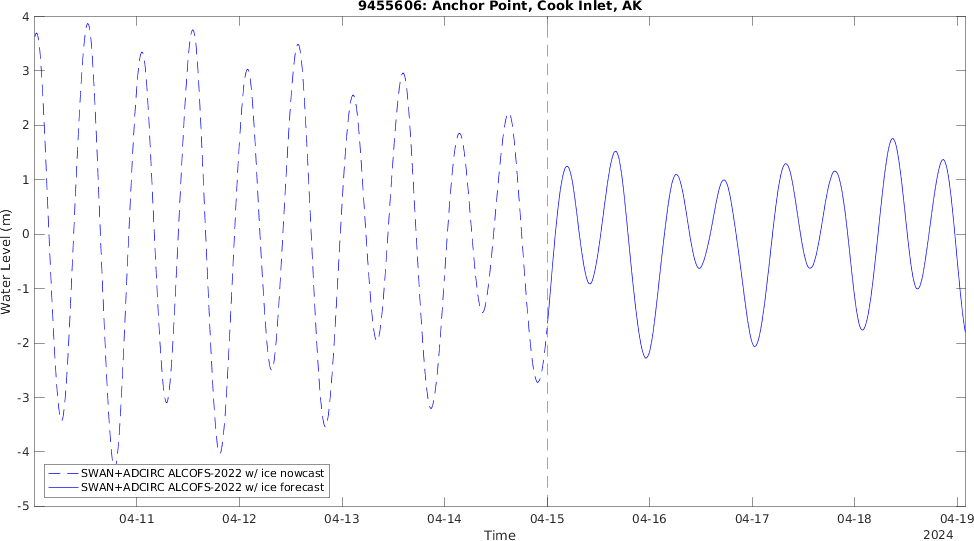 9455606: Anchor Point, Cook Inlet, AK
4
3
2
1
0
-1
-2
-3
-4
-5
Water Level (m)
SWAN+ADCIRC ALCOFS-2022 w/ ice nowcast
SWAN+ADCIRC ALCOFS-2022 w/ ice forecast
04-11 04-12 04-13 04-14 04-15 04-16 04-17 04-18 04-19
Time 2024